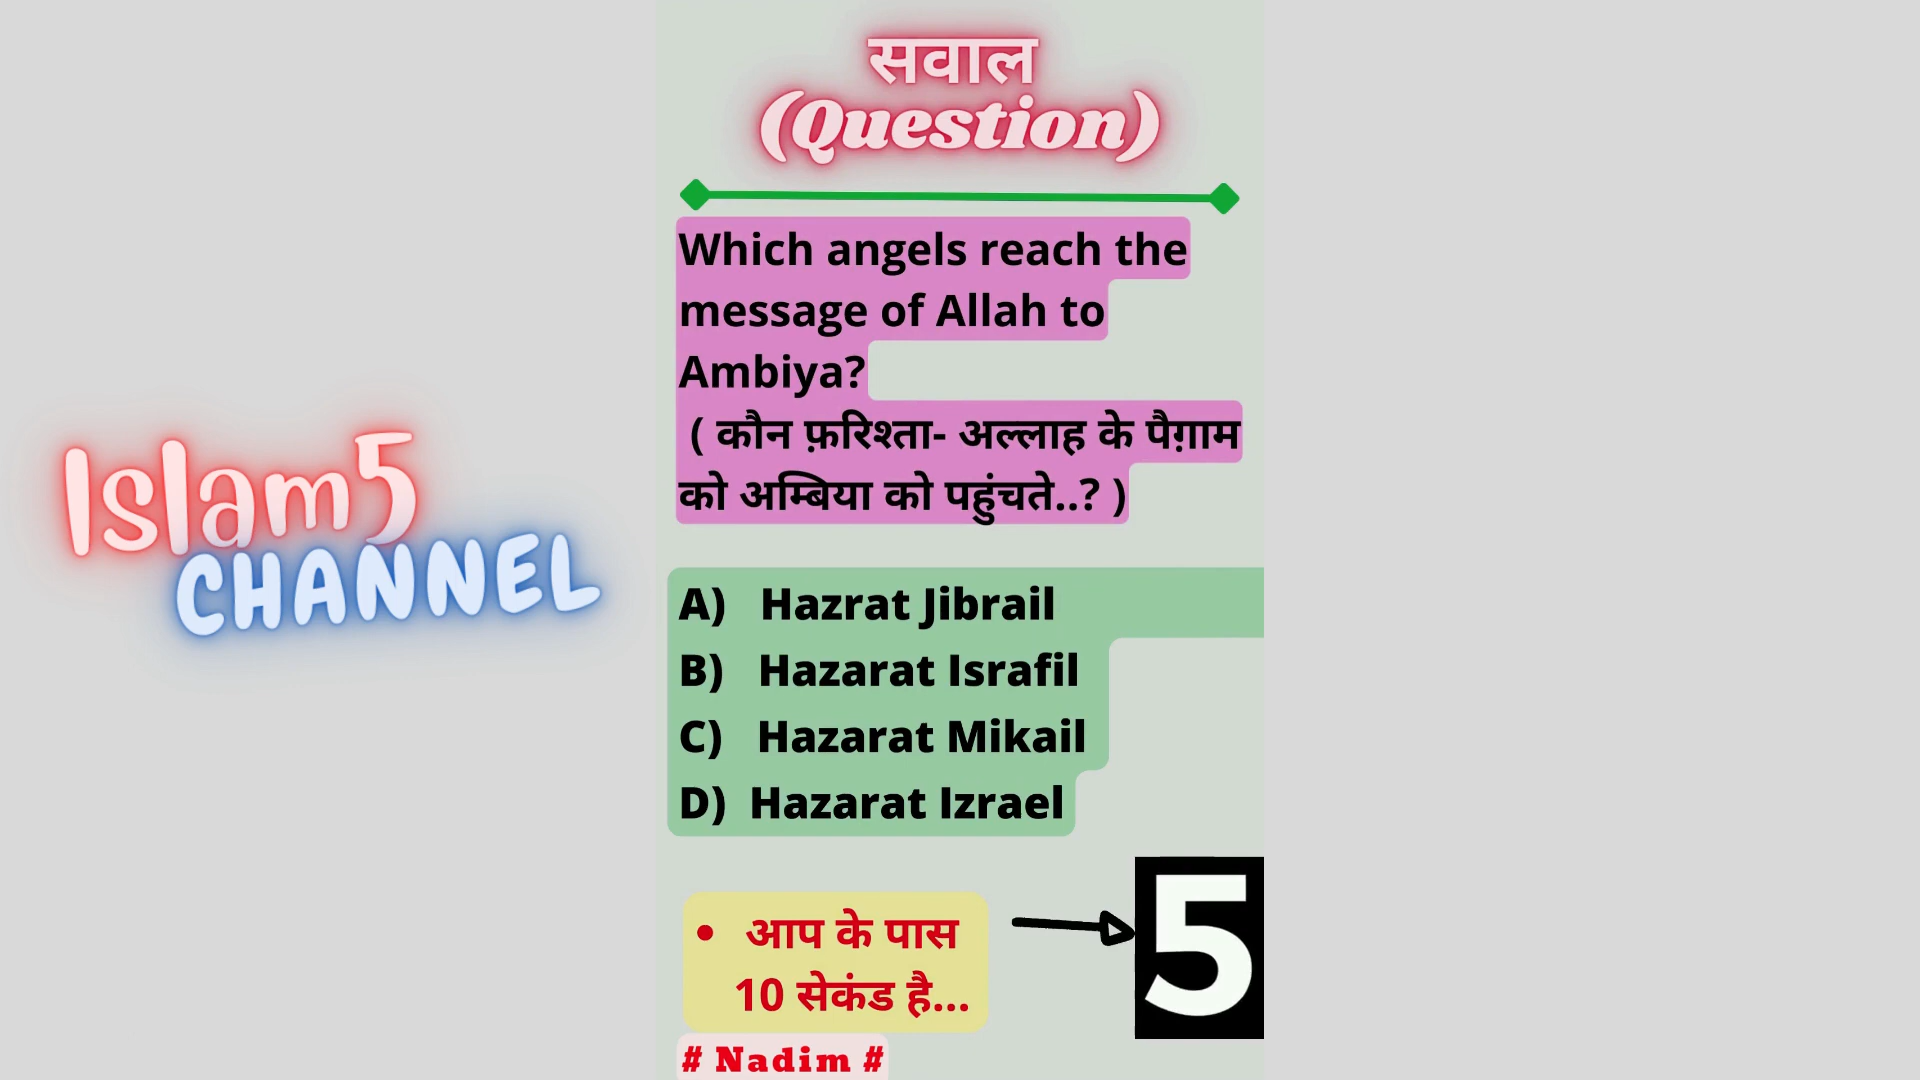 Islam5
CHANNEL
सवाल
(Question)
Which angels reach the
message of Allah to
Ambiya?
( कौन फ़रिश्ता- अल्लाह के पैग़ाम
को अम्बिया को पहुंचते..? )
A) Hazrat Jibrail
B) Hazarat Israfil
C) Hazarat Mikail
D) Hazarat Izrael
• आप के पास
10 सेकंड है...
5
# Nadim #